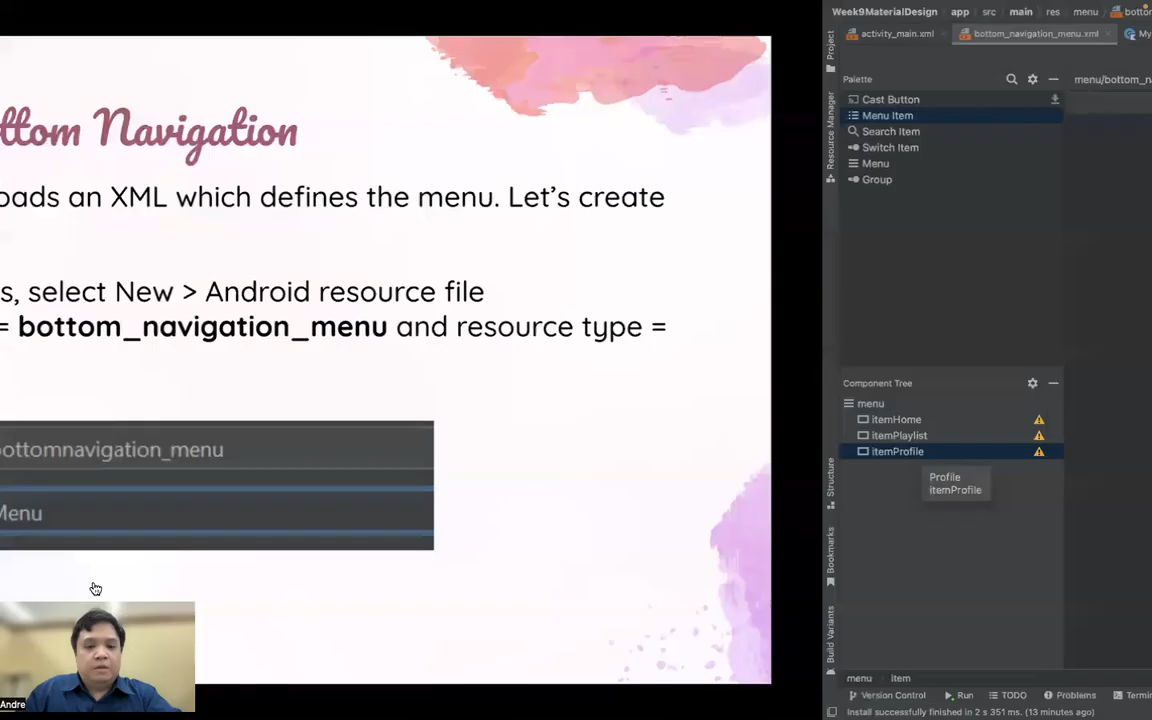 ttom Navigation
oads an XML which defines the menu. Let's create
s, select New > Android resource file
= bottom_navigation_menu and resource type =
ottomnavigation_menu
Menu
Andre
Week9MaterialDesign app src main res menu botto
activity_main.xml bottom_navigation_menu.xml My
Project
Resource Manager
Palette
menu/bottom_na
Cast Button
Menu Item
Search Item
Switch Item
Menu
Group
Component Tree
menu
itemHome
itemPlaylist
itemProfile
Profile
itemProfile
Structure
Bookmarks
Build Variants
menu item
Version Control Run TODO Problems Termi
Install successfully finished in 2 s 351 ms. (13 minutes ago)